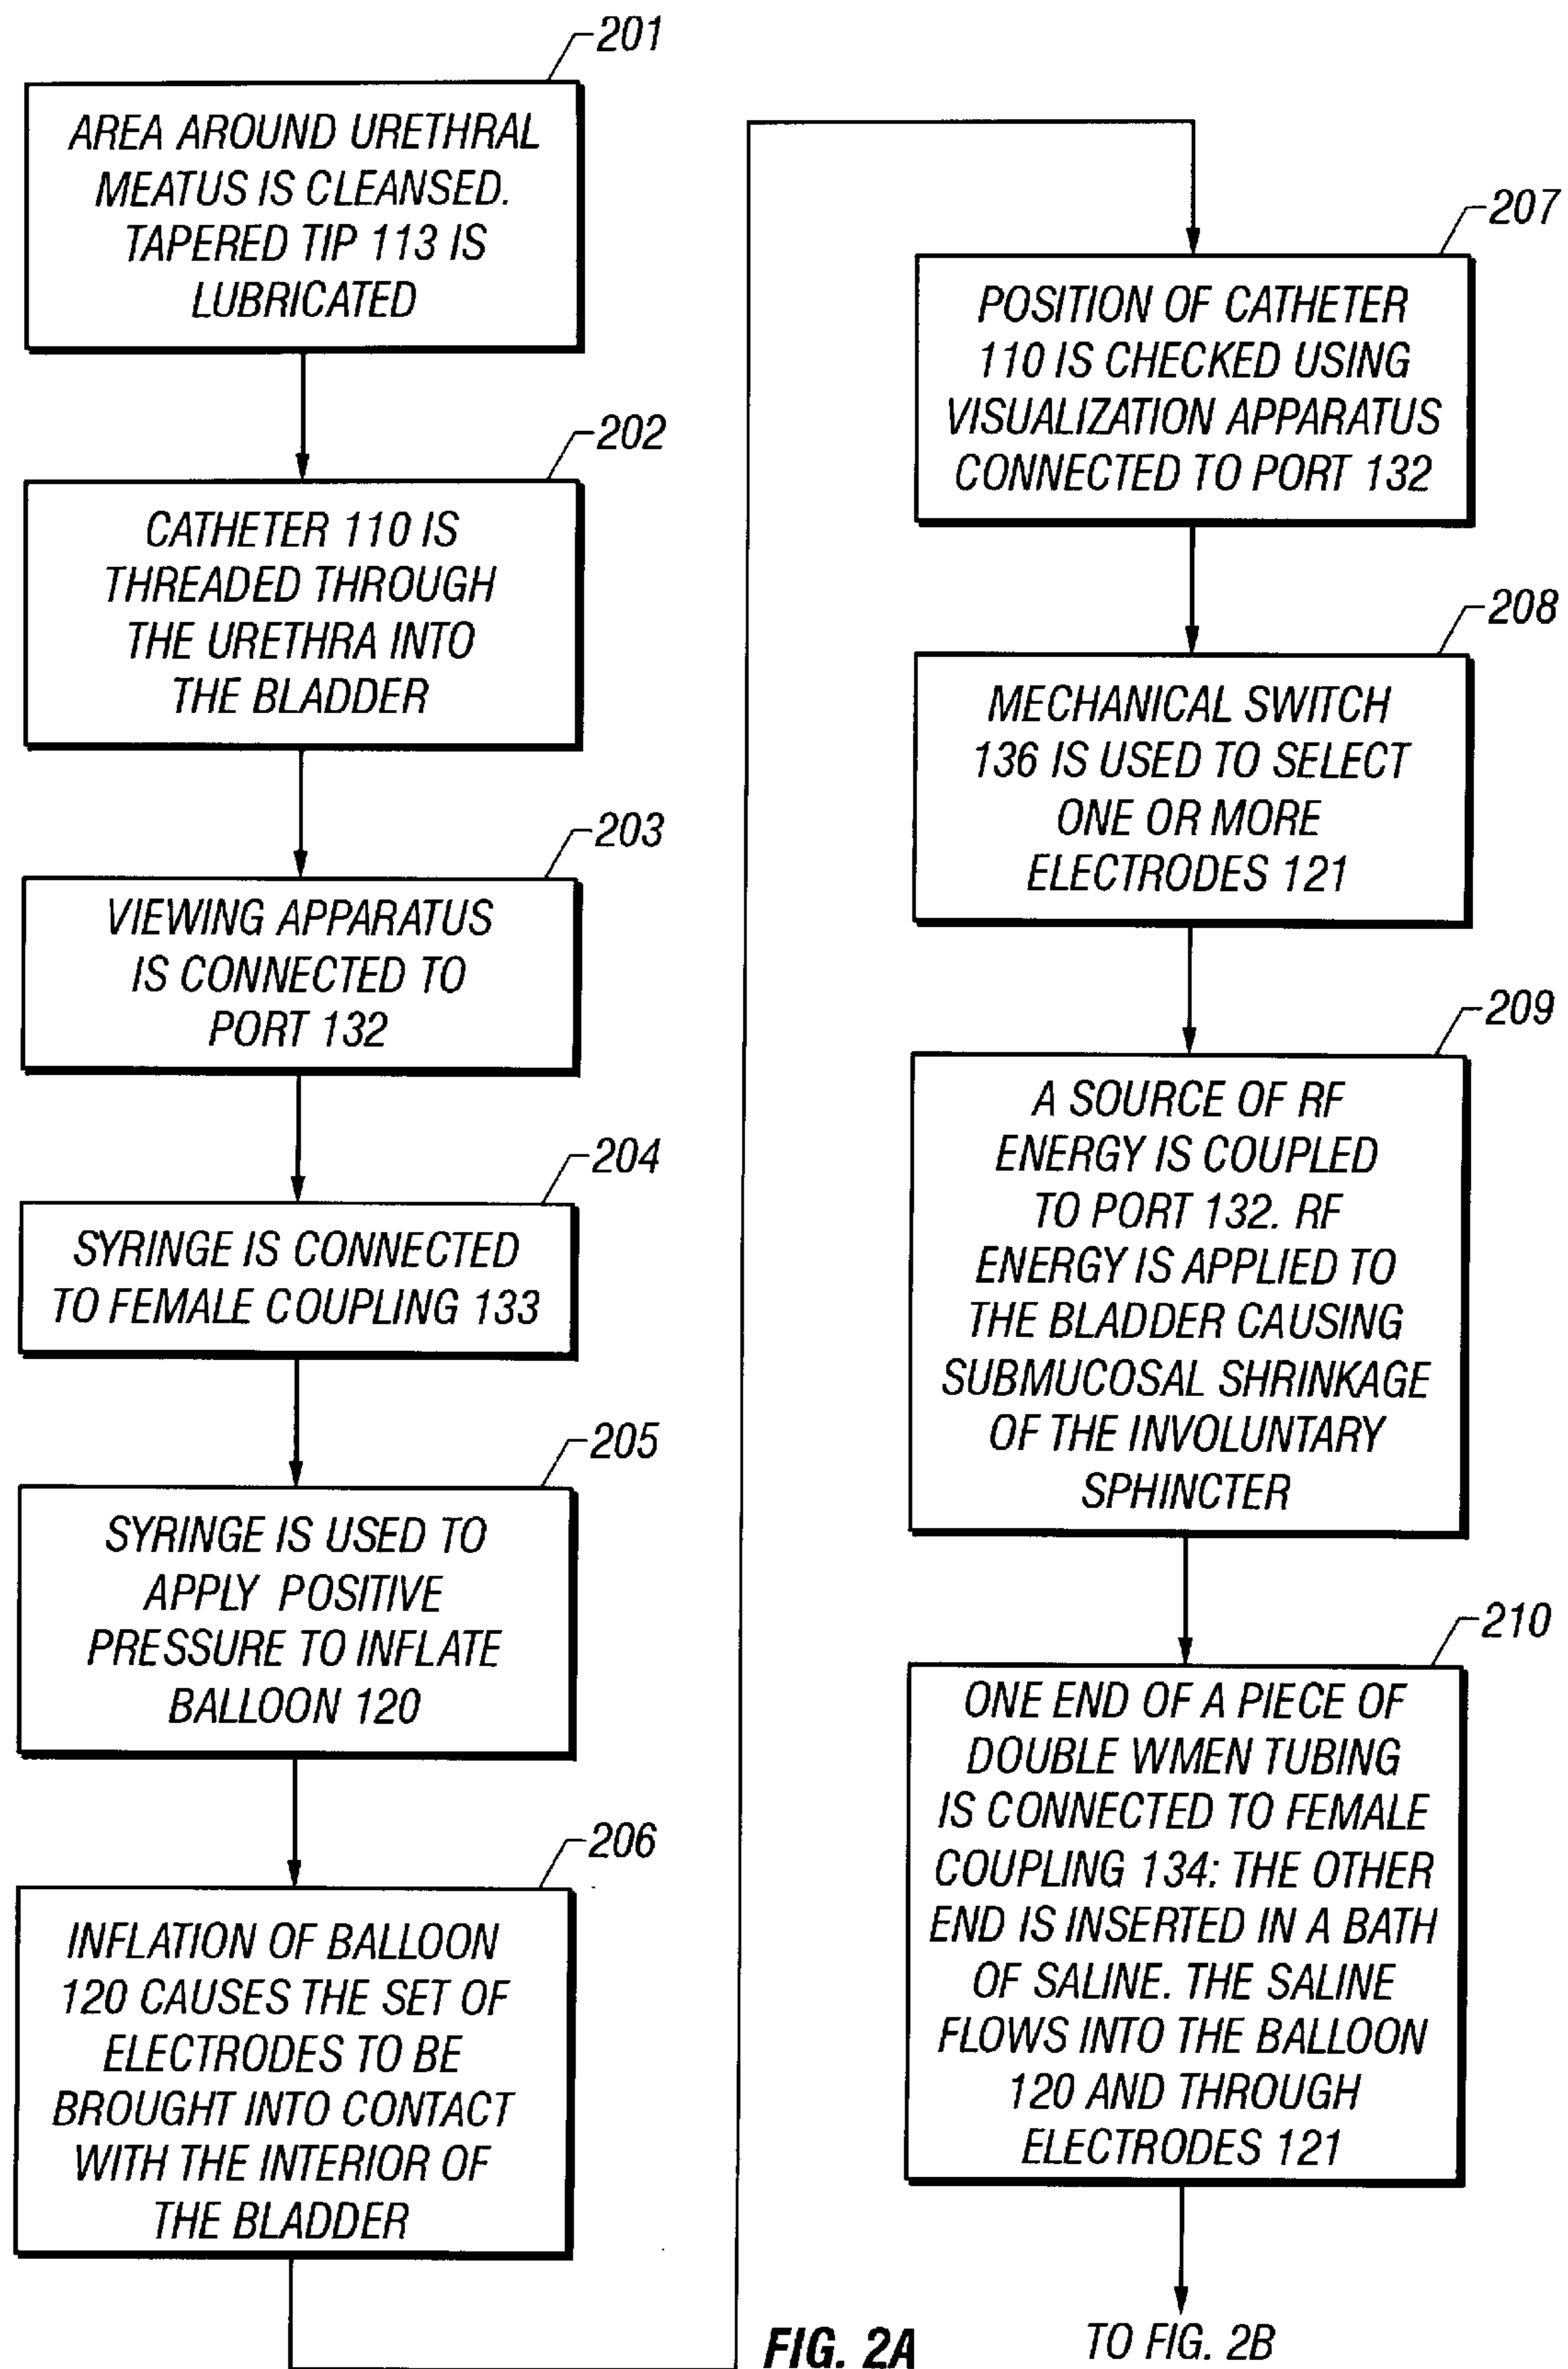 201
AREA AROUND URETHRAL
MEATUS IS CLEANSED.
TAPERED TIP 113 IS
LUBRICATED
202
CATHETER 110 IS
THREADED THROUGH
THE URETHRA INTO
THE BLADDER
203
VIEWING APPARATUS
IS CONNECTED TO
PORT 132
204
SYRINGE IS CONNECTED
TO FEMALE COUPLING 133
205
SYRINGE IS USED TO
APPLY POSITIVE
PRESSURE TO INFLATE
BALLOON 120
206
INFLATION OF BALLOON
120 CAUSES THE SET OF
ELECTRODES TO BE
BROUGHT INTO CONTACT
WITH THE INTERIOR OF
THE BLADDER
207
POSITION OF CATHETER
110 IS CHECKED USING
VISUALIZATION APPARATUS
CONNECTED TO PORT 132
208
MECHANICAL SWITCH
136 IS USED TO SELECT
ONE OR MORE
ELECTRODES 121
209
A SOURCE OF RF
ENERGY IS COUPLED
TO PORT 132. RF
ENERGY IS APPLIED TO
THE BLADDER CAUSING
SUBMUCOSAL SHRINKAGE
OF THE INVOLUNTARY
SPHINCTER
210
ONE END OF A PIECE OF
DOUBLE WMEN TUBING
IS CONNECTED TO FEMALE
COUPLING 134: THE OTHER
END IS INSERTED IN A BATH
OF SALINE. THE SALINE
FLOWS INTO THE BALLOON
120 AND THROUGH
ELECTRODES 121
TO FIG. 2B
FIG. 2A